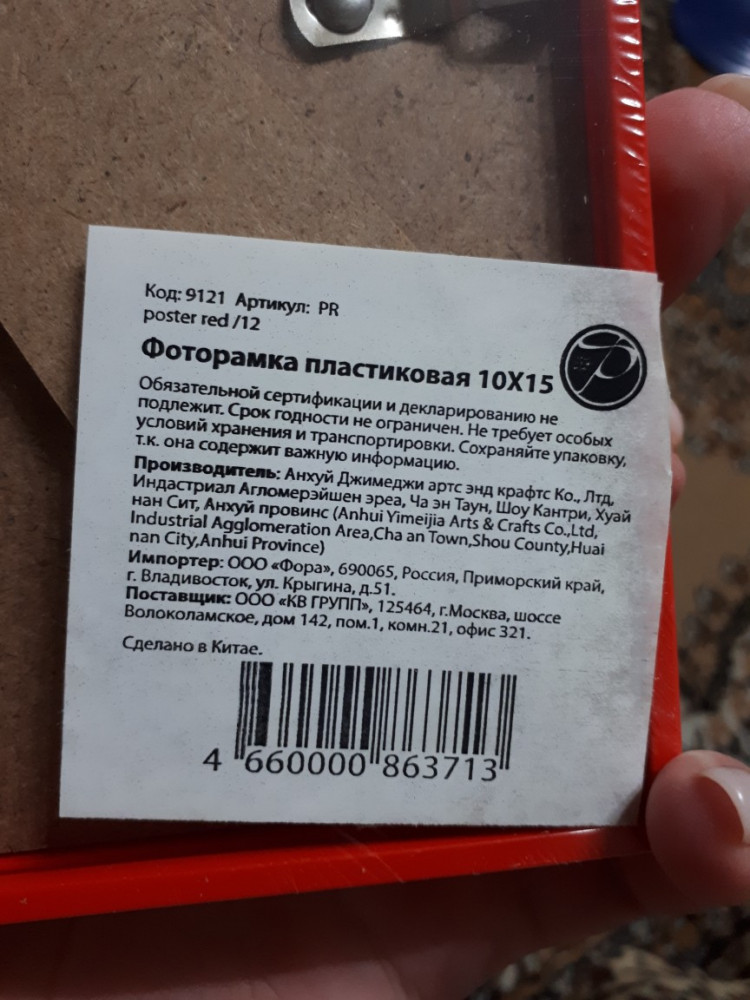 Код: 9121 Артикул: PR
poster red /12
Фоторамка пластиковая 10X15
Обязательной сертификации и декларированию не
подлежит. Срок годности не ограничен. Не требует особых
условий хранения и транспортировки. Сохраняйте упаковку,
т.к. она содержит важную информацию.
Производитель: Анхуй Джимеджи артс энд крафтс Ко., Лтд,
Индастриал Агломерэйшен эреа, Ча эн Таун, Шоу Кантри, Хуай
нан Сит, Анхуй провинс (Anhui Yimeijia Arts & Crafts Co.,Ltd,
Industrial Agglomeration Area,Cha an Town,Shou County,Huai
nan City,Anhui Province)
Импортер: ООО «Фора», 690065, Россия, Приморский край,
г. Владивосток, ул. Крыгина, д.51.
Поставщик: ООО «КВ ГРУПП», 125464, г.Москва, шоссе
Волоколамское, дом 142, пом.1, комн.21, офис 321.
Сделано в Китае.
4 660000 863713